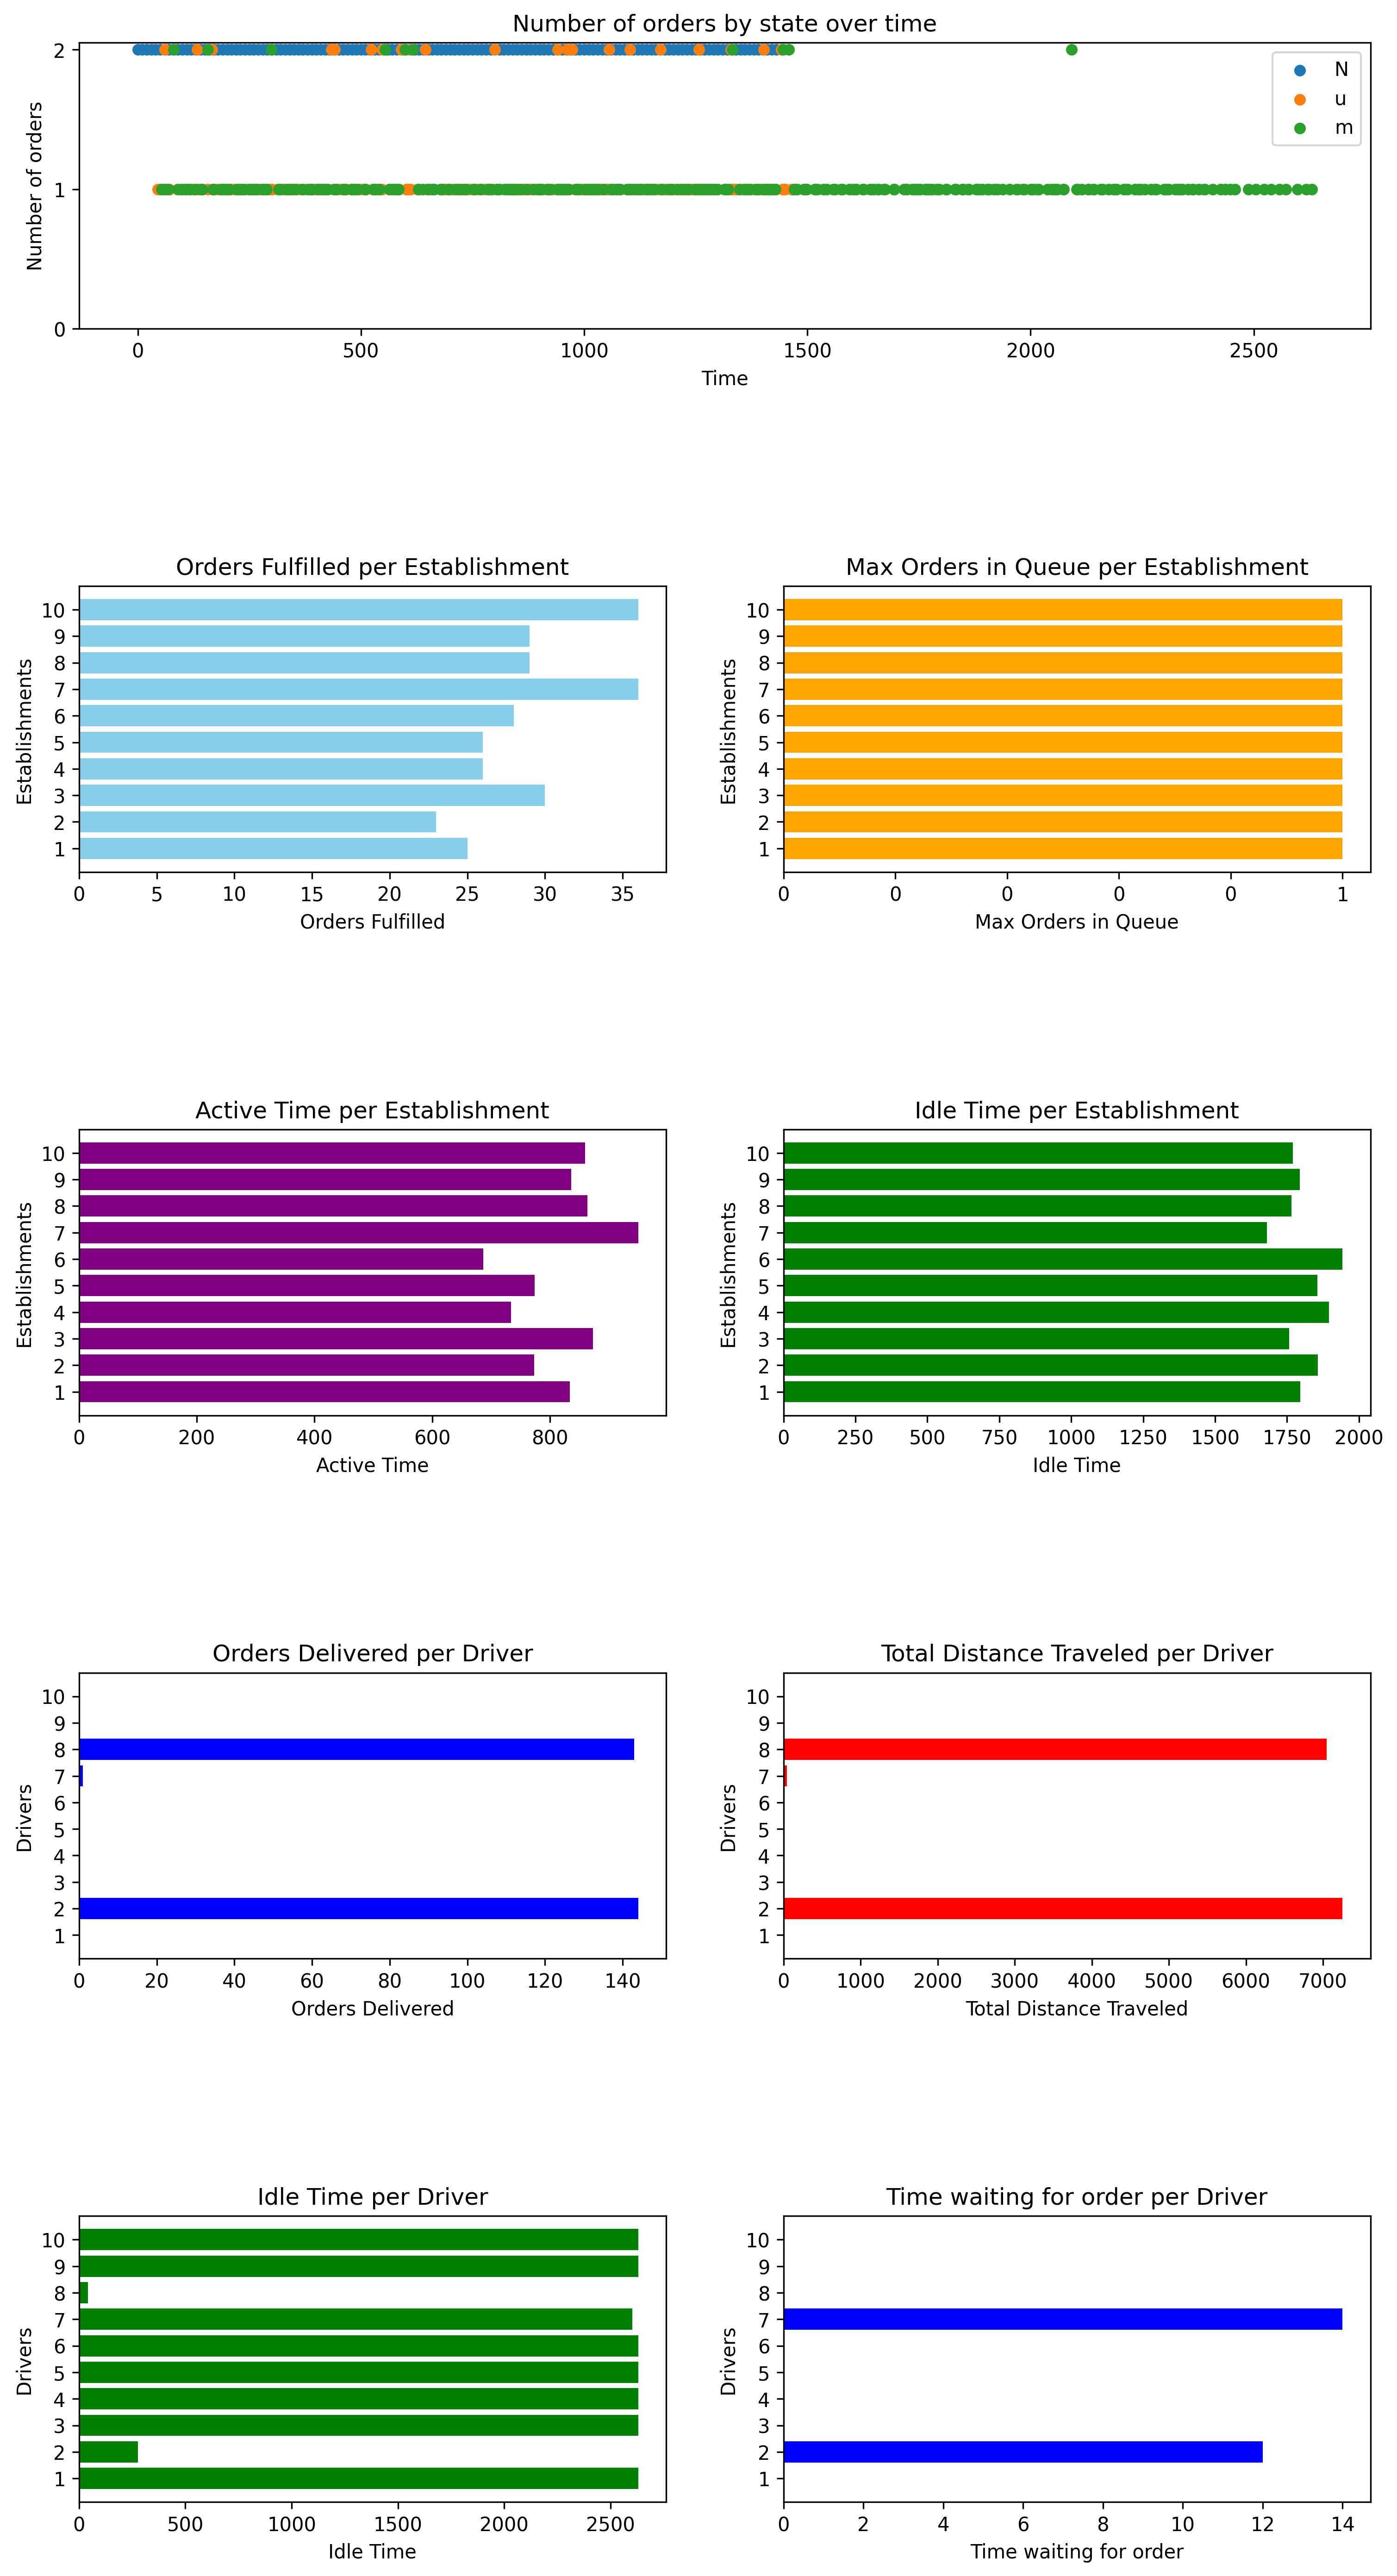 Number of orders by state over time
2
1
0
Number of orders
N
u
m
0 500 1000 1500 2000 2500
Time
Orders Fulfilled per Establishment
10
9
8
7
6
5
4
3
2
1
Establishments
0 5 10 15 20 25 30 35
Orders Fulfilled
Max Orders in Queue per Establishment
10
9
8
7
6
5
4
3
2
1
Establishments
0 0 0 0 0 1
Max Orders in Queue
Active Time per Establishment
10
9
8
7
6
5
4
3
2
1
Establishments
0 200 400 600 800
Active Time
Idle Time per Establishment
10
9
8
7
6
5
4
3
2
1
Establishments
0 250 500 750 1000 1250 1500 1750 2000
Idle Time
Orders Delivered per Driver
10
9
8
7
6
5
4
3
2
1
Drivers
0 20 40 60 80 100 120 140
Orders Delivered
Total Distance Traveled per Driver
10
9
8
7
6
5
4
3
2
1
Drivers
0 1000 2000 3000 4000 5000 6000 7000
Total Distance Traveled
Idle Time per Driver
10
9
8
7
6
5
4
3
2
1
Drivers
0 500 1000 1500 2000 2500
Idle Time
Time waiting for order per Driver
10
9
8
7
6
5
4
3
2
1
Drivers
0 2 4 6 8 10 12 14
Time waiting for order